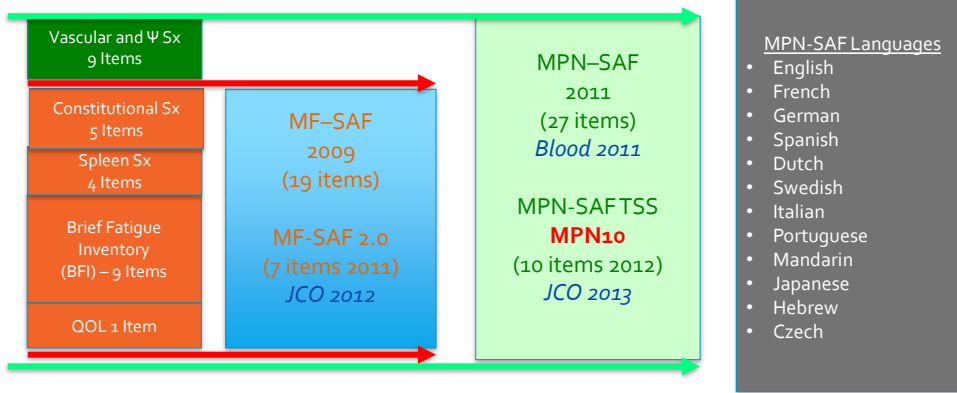 Vascular and Ψ Sx
9 Items
Constitutional Sx
5 Items
Spleen Sx
4 Items
Brief Fatigue
Inventory
(BFI) – 9 Items
QOL 1 Item
MF–SAF
2009
(19 items)
MF-SAF 2.0
(7 items 2011)
JCO 2012
MPN–SAF
2011
(27 items)
Blood 2011
MPN-SAF TSS
MPN10
(10 items 2012)
JCO 2013
MPN-SAF Languages
• English
• French
• German
• Spanish
• Dutch
• Swedish
• Italian
• Portuguese
• Mandarin
• Japanese
• Hebrew
• Czech